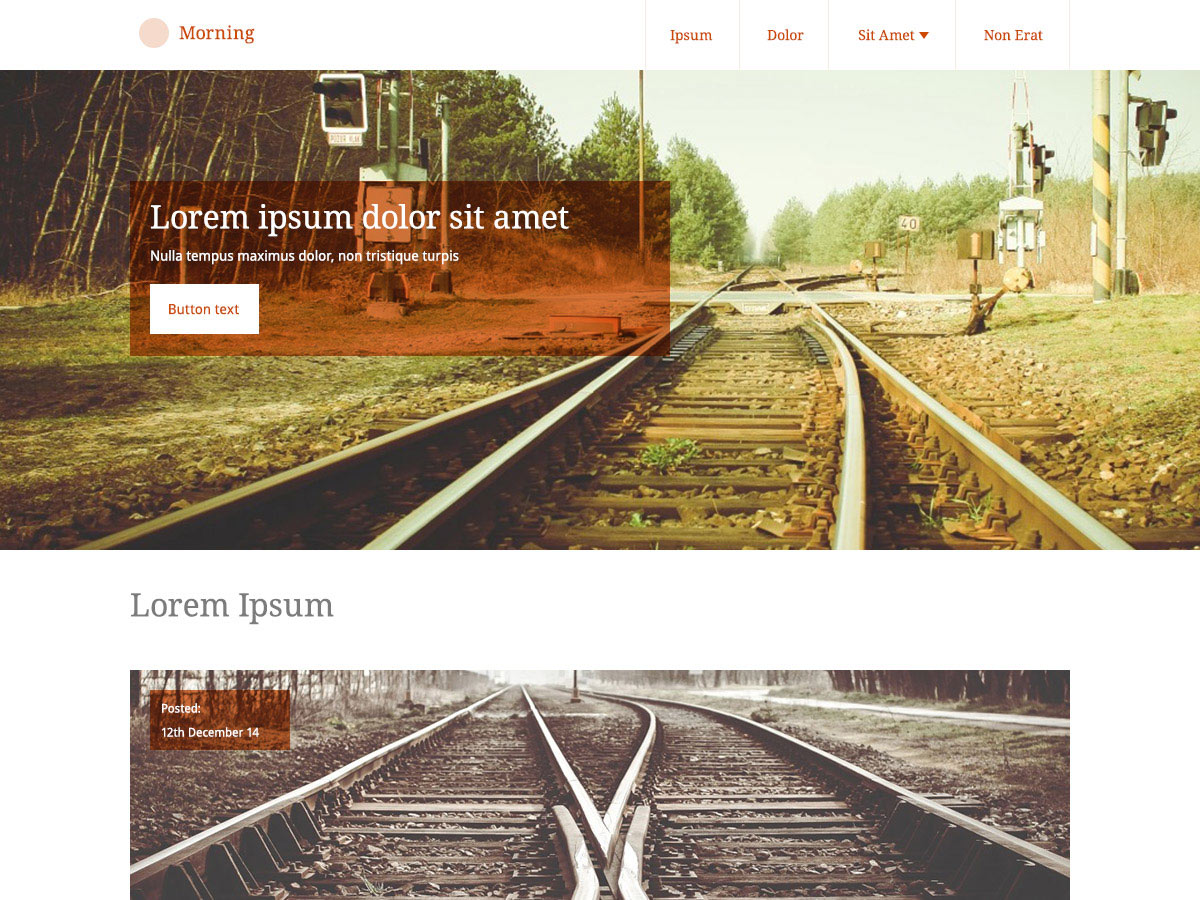 Morning
Ipsum
Dolor
Sit Amet
Non Erat
40
Lorem ipsum dolor sit amet
Nulla tempus maximus dolor, non tristique turpis
Button text
Lorem Ipsum
Posted:
12th December 14